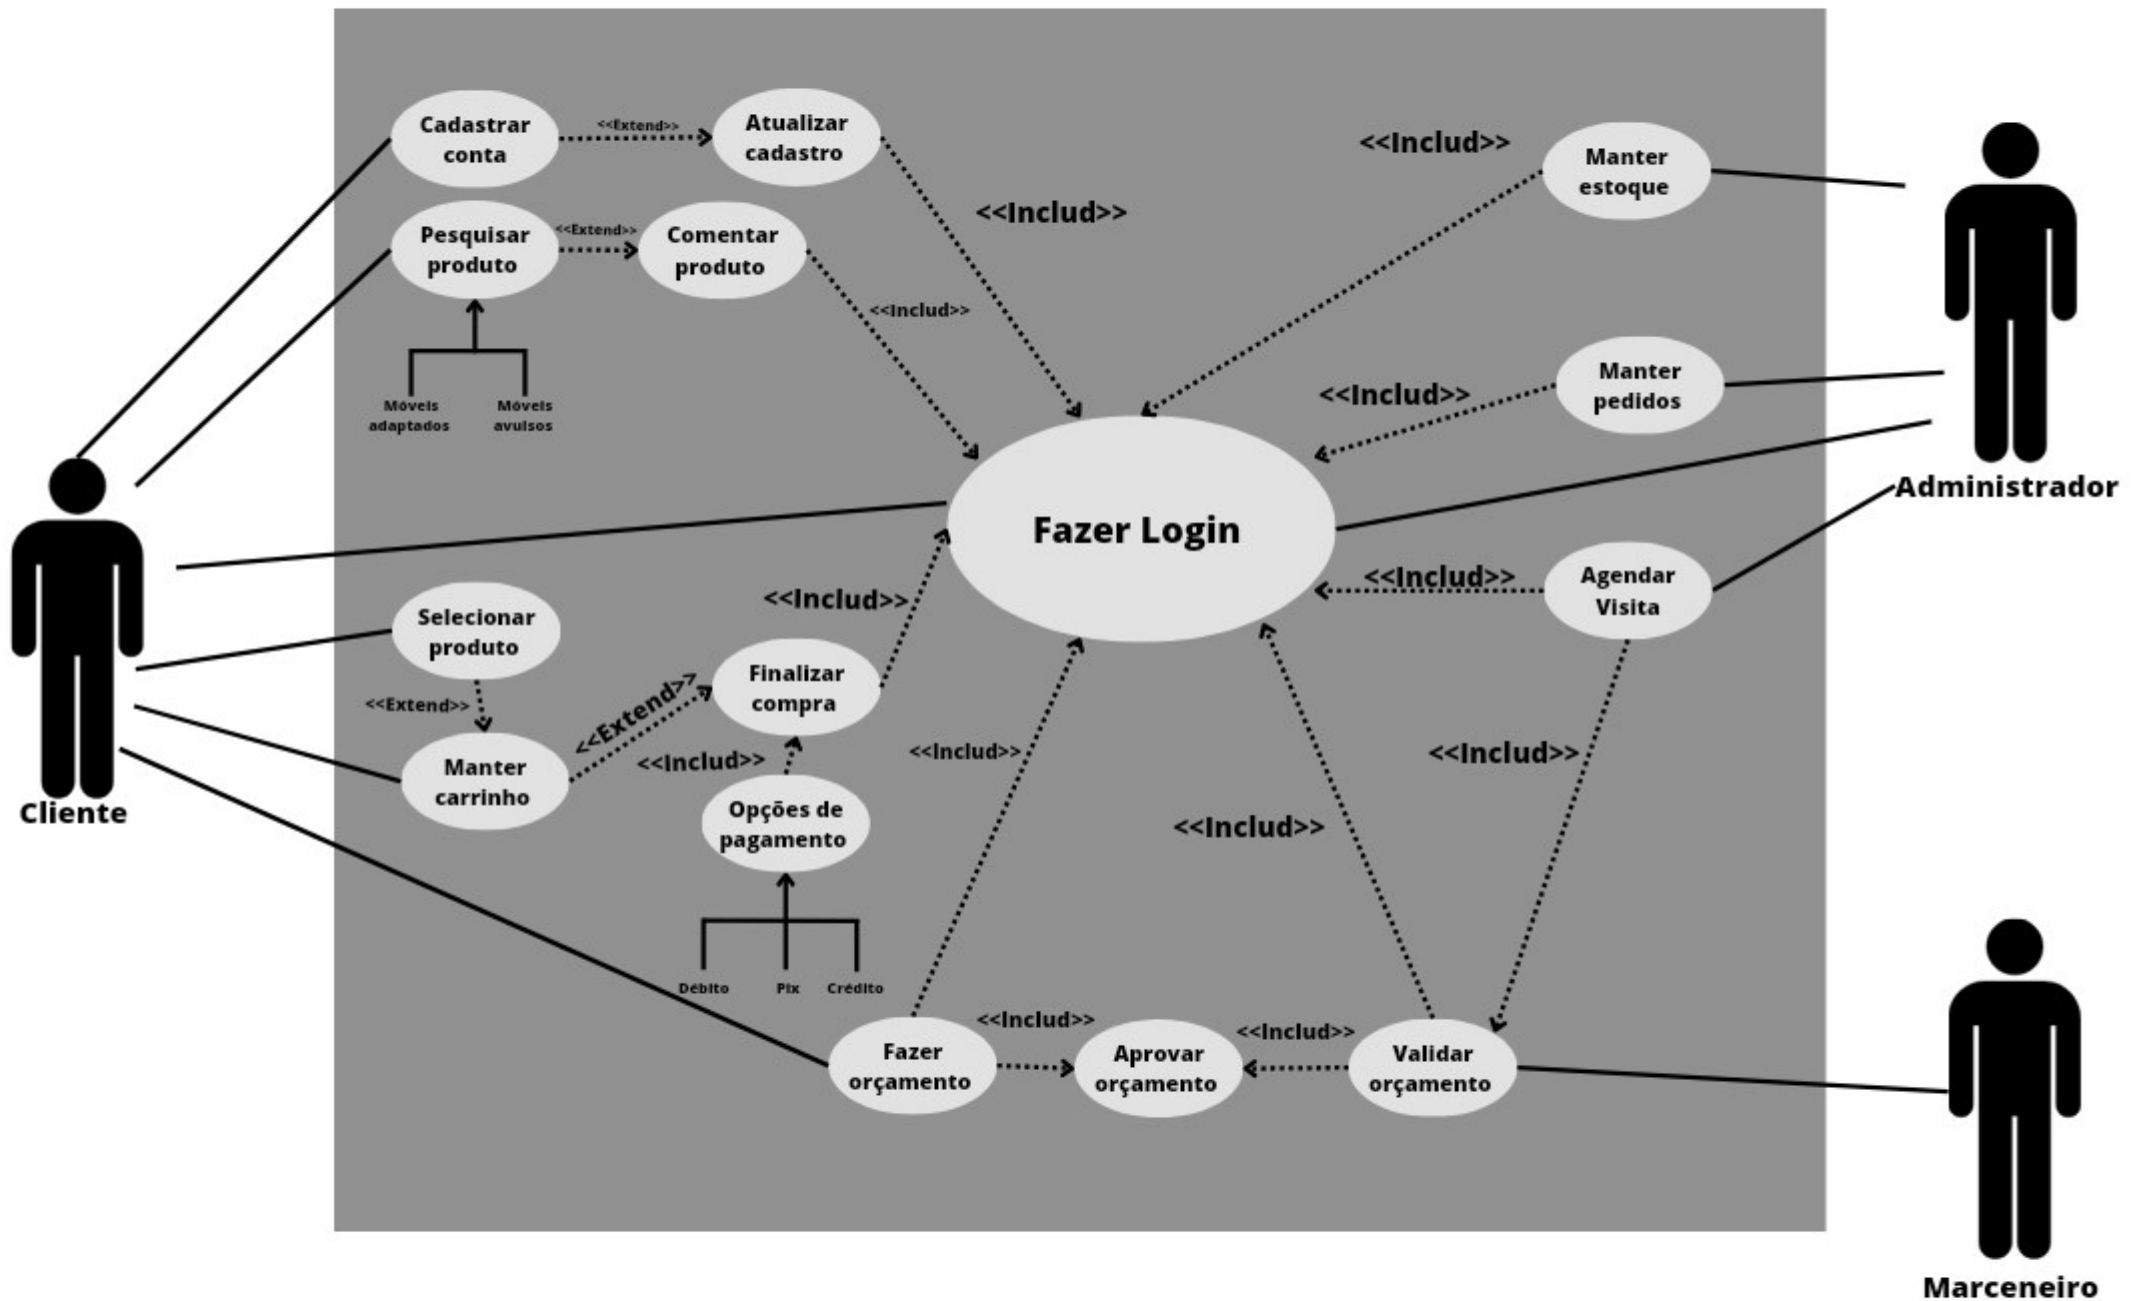 Cadastrar
conta
<<Extend>>
Atualizar
cadastro
<<Includ>>
<<Includ>>
Manter
estoque
Pesquisar
produto
<<Extend>>
Comentar
produto
<<Includ>>
Móveis
adaptados
Móveis
avulsos
<<Includ>>
Manter
pedidos
Administrador
Fazer Login
<<Includ>>
Agendar
Visita
Selecionar
produto
<<Includ>>
<<Extend>>
<<Extend>>
Finalizar
compra
Manter
carrinho
<<Includ>>
<<Includ>>
<<Includ>>
Cliente
Opções de
pagamento
<<Includ>>
Débito
Pix
Crédito
<<Includ>>
<<Includ>>
Fazer
orçamento
Aprovar
orçamento
Validar
orçamento
Marceneiro